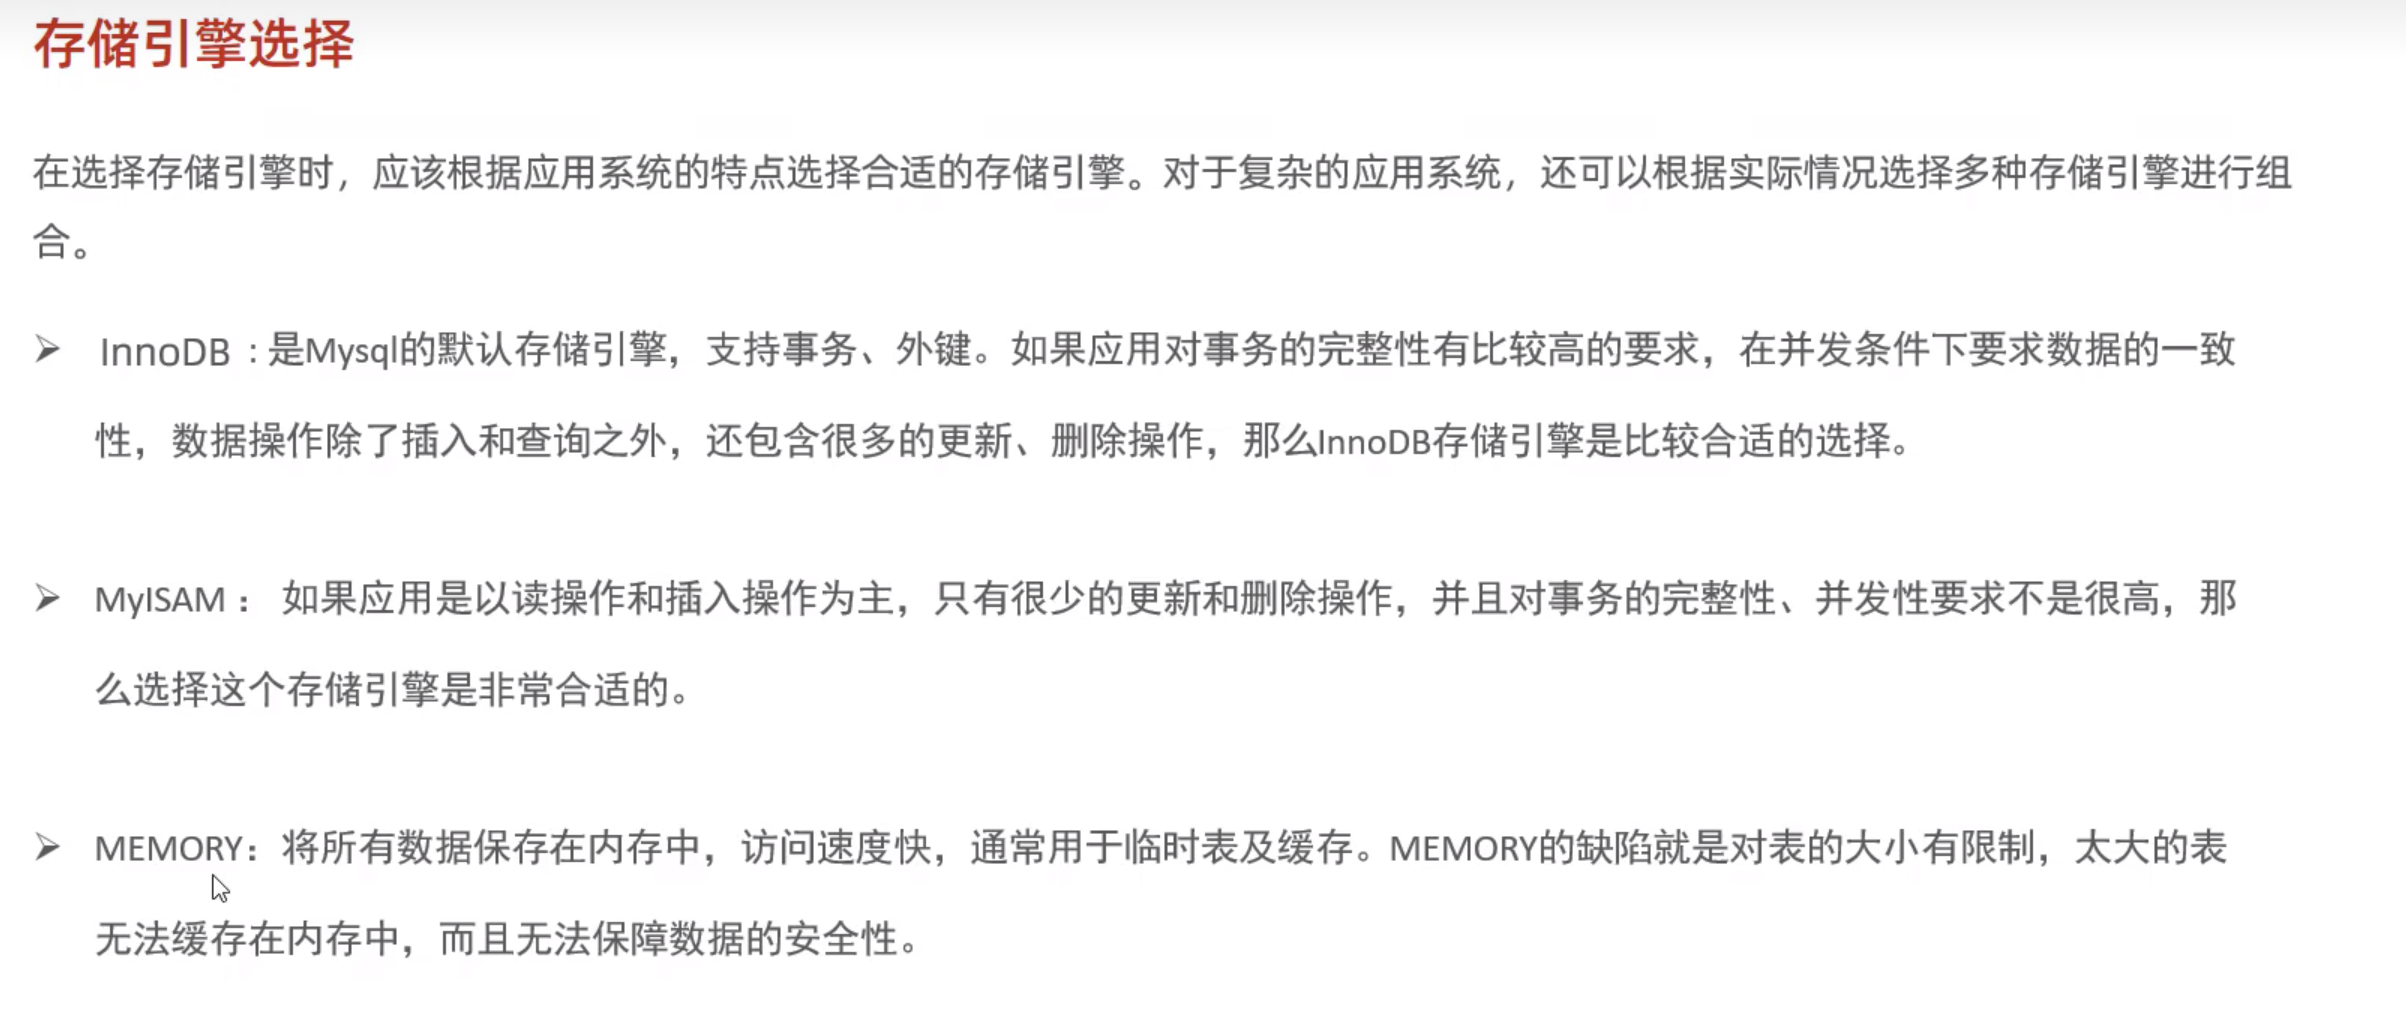 存储引擎选择
在选择存储引擎时，应该根据应用系统的特点选择合适的存储引擎。对于复杂的应用系统，还可以根据实际情况选择多种存储引擎进行组
合。
➢ InnoDB : 是Mysql的默认存储引擎，支持事务、外键。如果应用对事务的完整性有比较高的要求，在并发条件下要求数据的一致
性，数据操作除了插入和查询之外，还包含很多的更新、删除操作，那么InnoDB存储引擎是比较合适的选择。
➢ MyISAM ： 如果应用是以读操作和插入操作为主，只有很少的更新和删除操作，并且对事务的完整性、并发性要求不是很高，那
么选择这个存储引擎是非常合适的。
➢ MEMORY：将所有数据保存在内存中，访问速度快，通常用于临时表及缓存。MEMORY的缺陷就是对表的大小有限制，太大的表
无法缓存在内存中，而且无法保障数据的安全性。